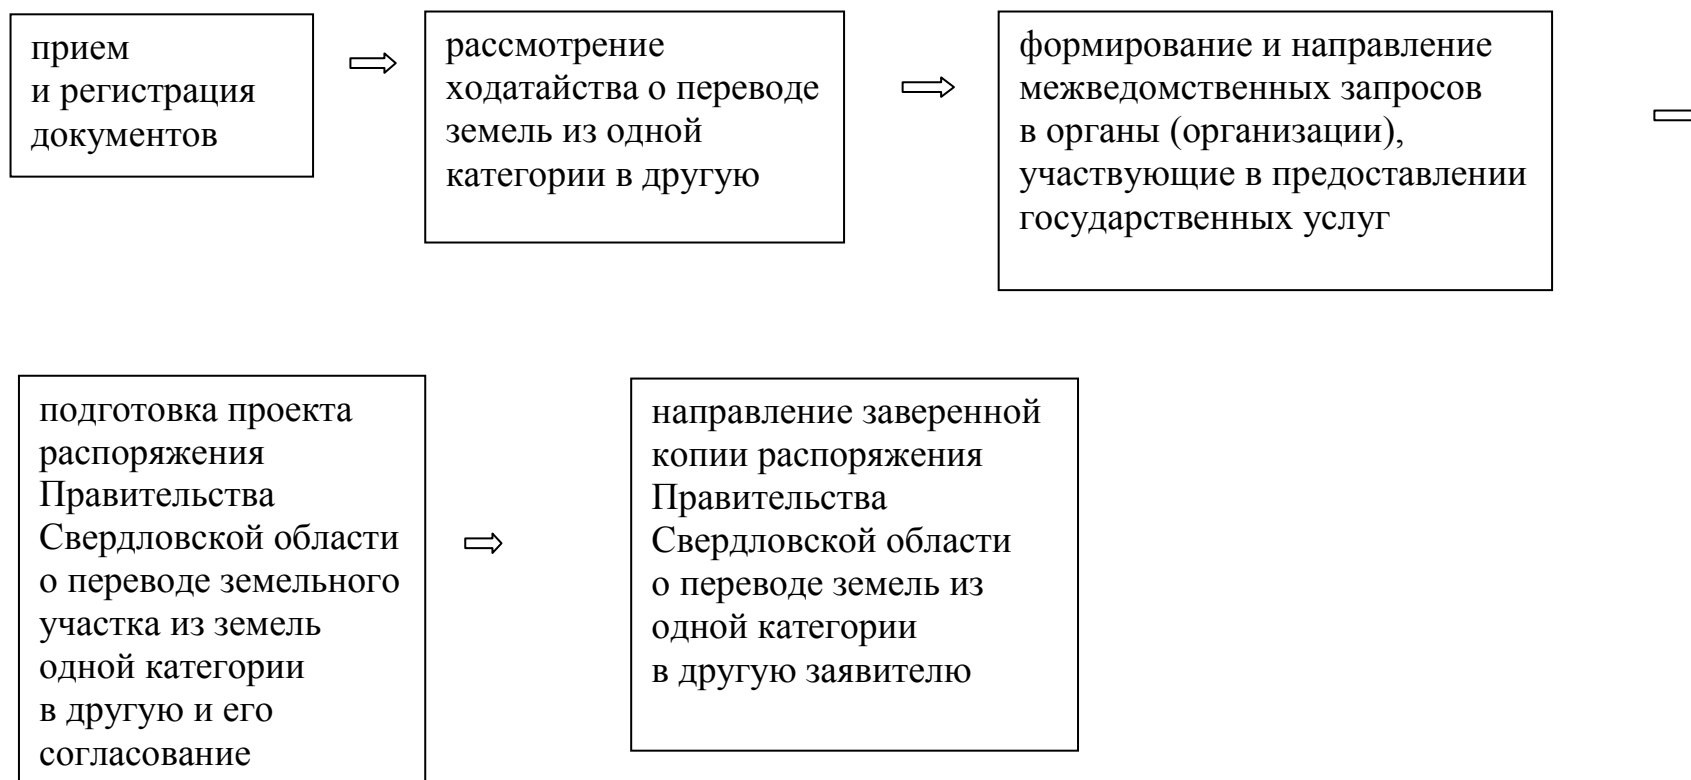 прием
и регистрация
документов
рассмотрение
ходатайства о переводе
земель из одной
категории в другую
формирование и направление
межведомственных запросов
в органы (организации),
участвующие в предоставлении
государственных услуг
подготовка проекта
распоряжения
Правительства
Свердловской области
о переводе земельного
участка из земель
одной категории
в другую и его
согласование
направление заверенной
копии распоряжения
Правительства
Свердловской области
о переводе земель из
одной категории
в другую заявителю